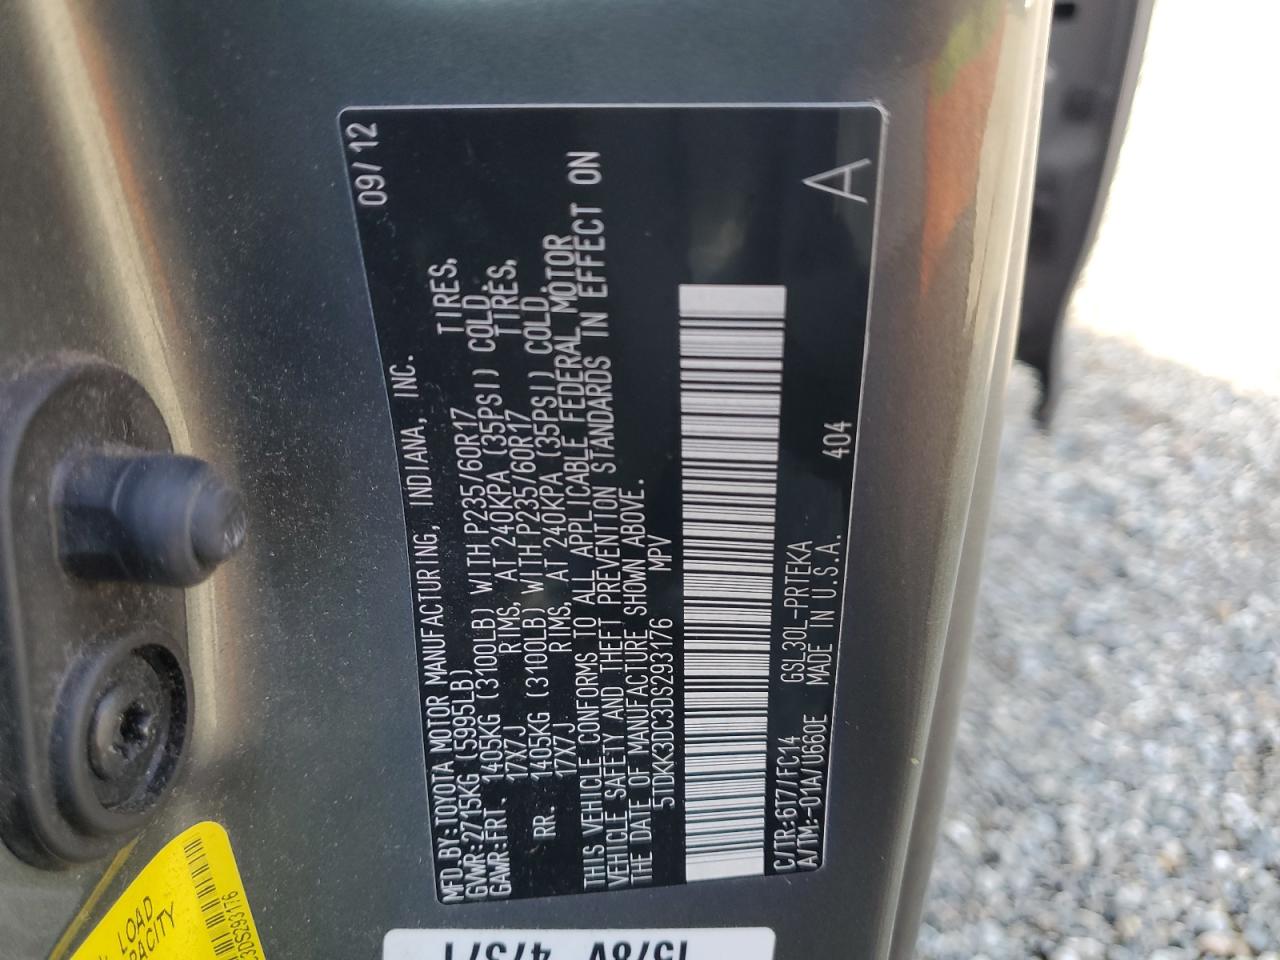 MFD.BY:TOYOTA MOTOR MANUFACTURING, INDIANA, INC. 09/12
GVWR:2715KG (5995LB)
GAWR:FRT. 1405KG (3100LB) WITH P235/60R17 TIRES,
17X7J RIMS, AT 240KPA (35PSI) COLD.
RR. 1405KG (3100LB) WITH P235/60R17 TIRES,
17X7J RIMS, AT 240KPA (35PSI) COLD.
THIS VEHICLE CONFORMS TO ALL APPLICABLE FEDERAL MOTOR
VEHICLE SAFETY AND THEFT PREVENTION STANDARDS IN EFFECT ON
THE DATE OF MANUFACTURE SHOWN ABOVE.
5TDKK3DC3DS293176 MPV
C/TR:6T7/FC14 GSL30L-PRTEKA
A/TM:-01A/U660E MADE IN U.S.A. 404 A
LOAD